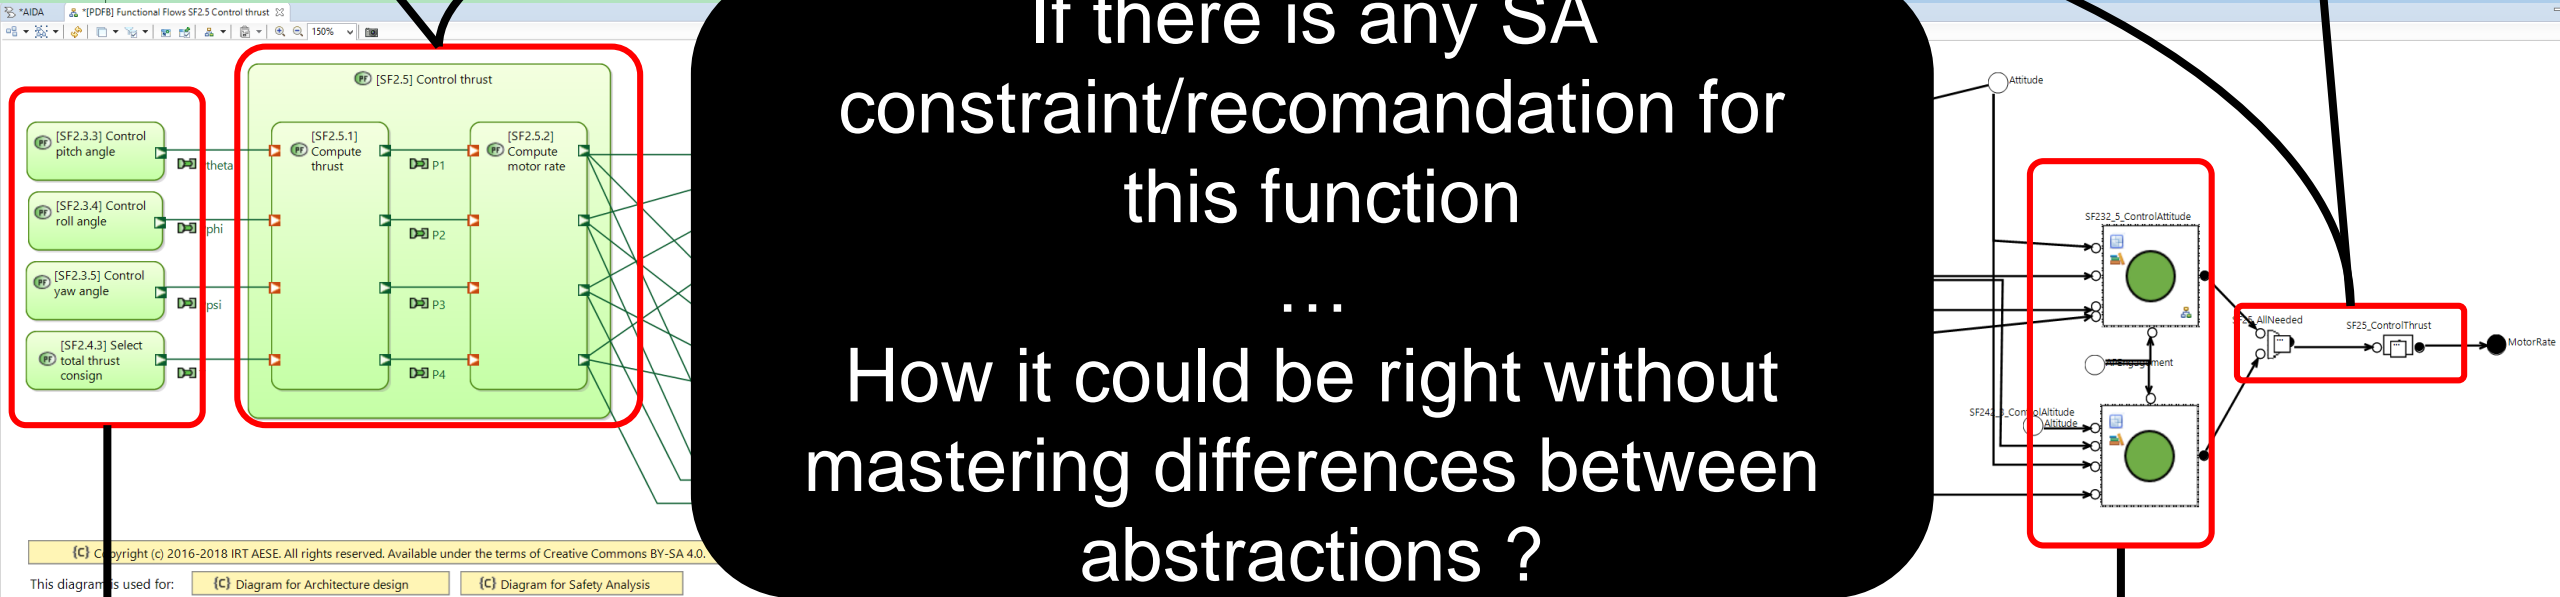 *AIDA
*[PDFB] Functional Flows SF2.5 Control thrust
150%
[SF2.5] Control thrust
[SF2.3.3] Control
pitch angle
theta
[SF2.3.4] Control
roll angle
phi
[SF2.3.5] Control
yaw angle
psi
[SF2.4.3] Select
total thrust
consign
[SF2.5.1]
Compute
thrust
P1
P2
P3
P4
[SF2.5.2]
Compute
motor rate
{C} Copyright (c) 2016-2018 IRT AESE. All rights reserved. Available under the terms of Creative Commons BY-SA 4.0.
This diagram is used for:
{C} Diagram for Architecture design
{C} Diagram for Safety Analysis
If there is any SA
constraint/recomandation for
this function
...
How it could be right without
mastering differences between
abstractions ?
Attitude
SF232_5_ControlAttitude
SF242_3_ControlAltitude
Altitude
SF25_AllNeeded
SF25_ControlThrust
MotorRate